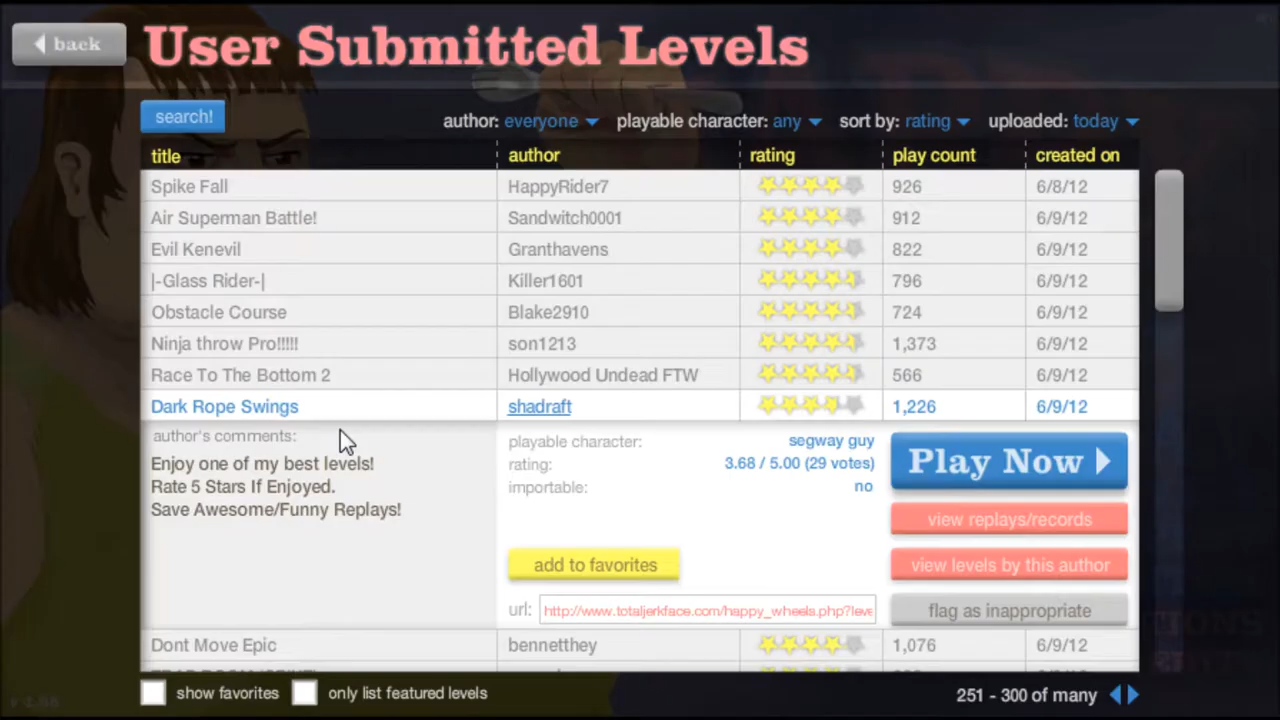 back
User Submitted Levels
search!
author: everyone playable character: any sort by: rating uploaded: today
title author rating play count created on
Spike Fall HappyRider7 926 6/8/12
Air Superman Battle! Sandwitch0001 912 6/9/12
Evil Kenevil Granthavens 822 6/9/12
|-Glass Rider-| Killer1601 796 6/9/12
Obstacle Course Blake2910 724 6/9/12
Ninja throw Pro!!!!! son1213 1,373 6/9/12
Race To The Bottom 2 Hollywood Undead FTW 566 6/9/12
Dark Rope Swings shadraft 1,226 6/9/12
author's comments:
Enjoy one of my best levels!
Rate 5 Stars If Enjoyed.
Save Awesome/Funny Replays!
playable character: segway guy
rating: 3.68 / 5.00 (29 votes)
importable: no
Play Now
view replays/records
add to favorites
view levels by this author
url: http://www.totaljerkface.com/happy_wheels.php?leve
flag as inappropriate
Dont Move Epic bennetthey 1,076 6/9/12
show favorites only list featured levels
251 - 300 of many